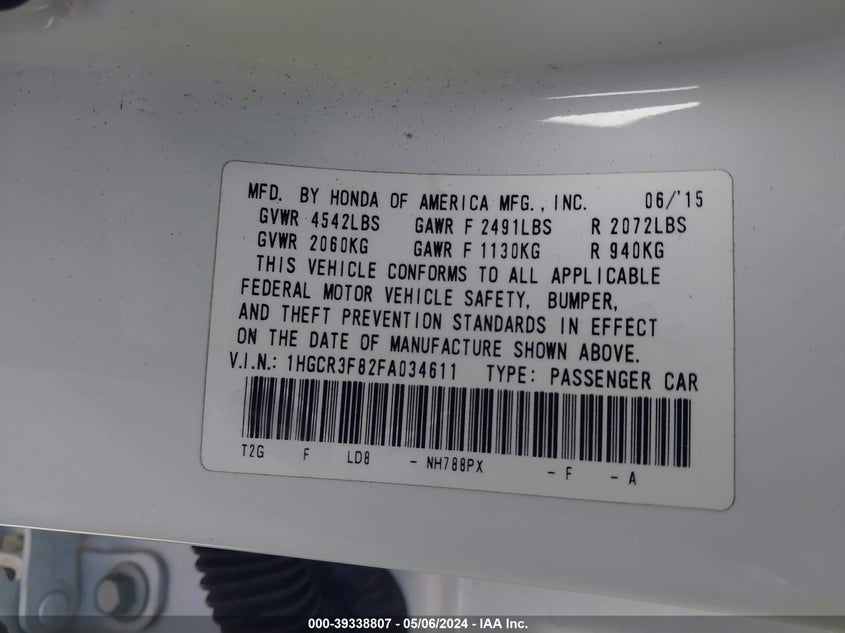 MFD. BY HONDA OF AMERICA MFG., INC. 06/'15
GVWR 4542LBS GAWR F 2491LBS R 2072LBS
GVWR 2060KG GAWR F 1130KG R 940KG
THIS VEHICLE CONFORMS TO ALL APPLICABLE
FEDERAL MOTOR VEHICLE SAFETY, BUMPER,
AND THEFT PREVENTION STANDARDS IN EFFECT
ON THE DATE OF MANUFACTURE SHOWN ABOVE.
V.I.N.: 1HGCR3F82FA034611 TYPE: PASSENGER CAR
T2G F LD8 - NH788PX - F - A
000-39338807 - 05/06/2024 - IAA Inc.